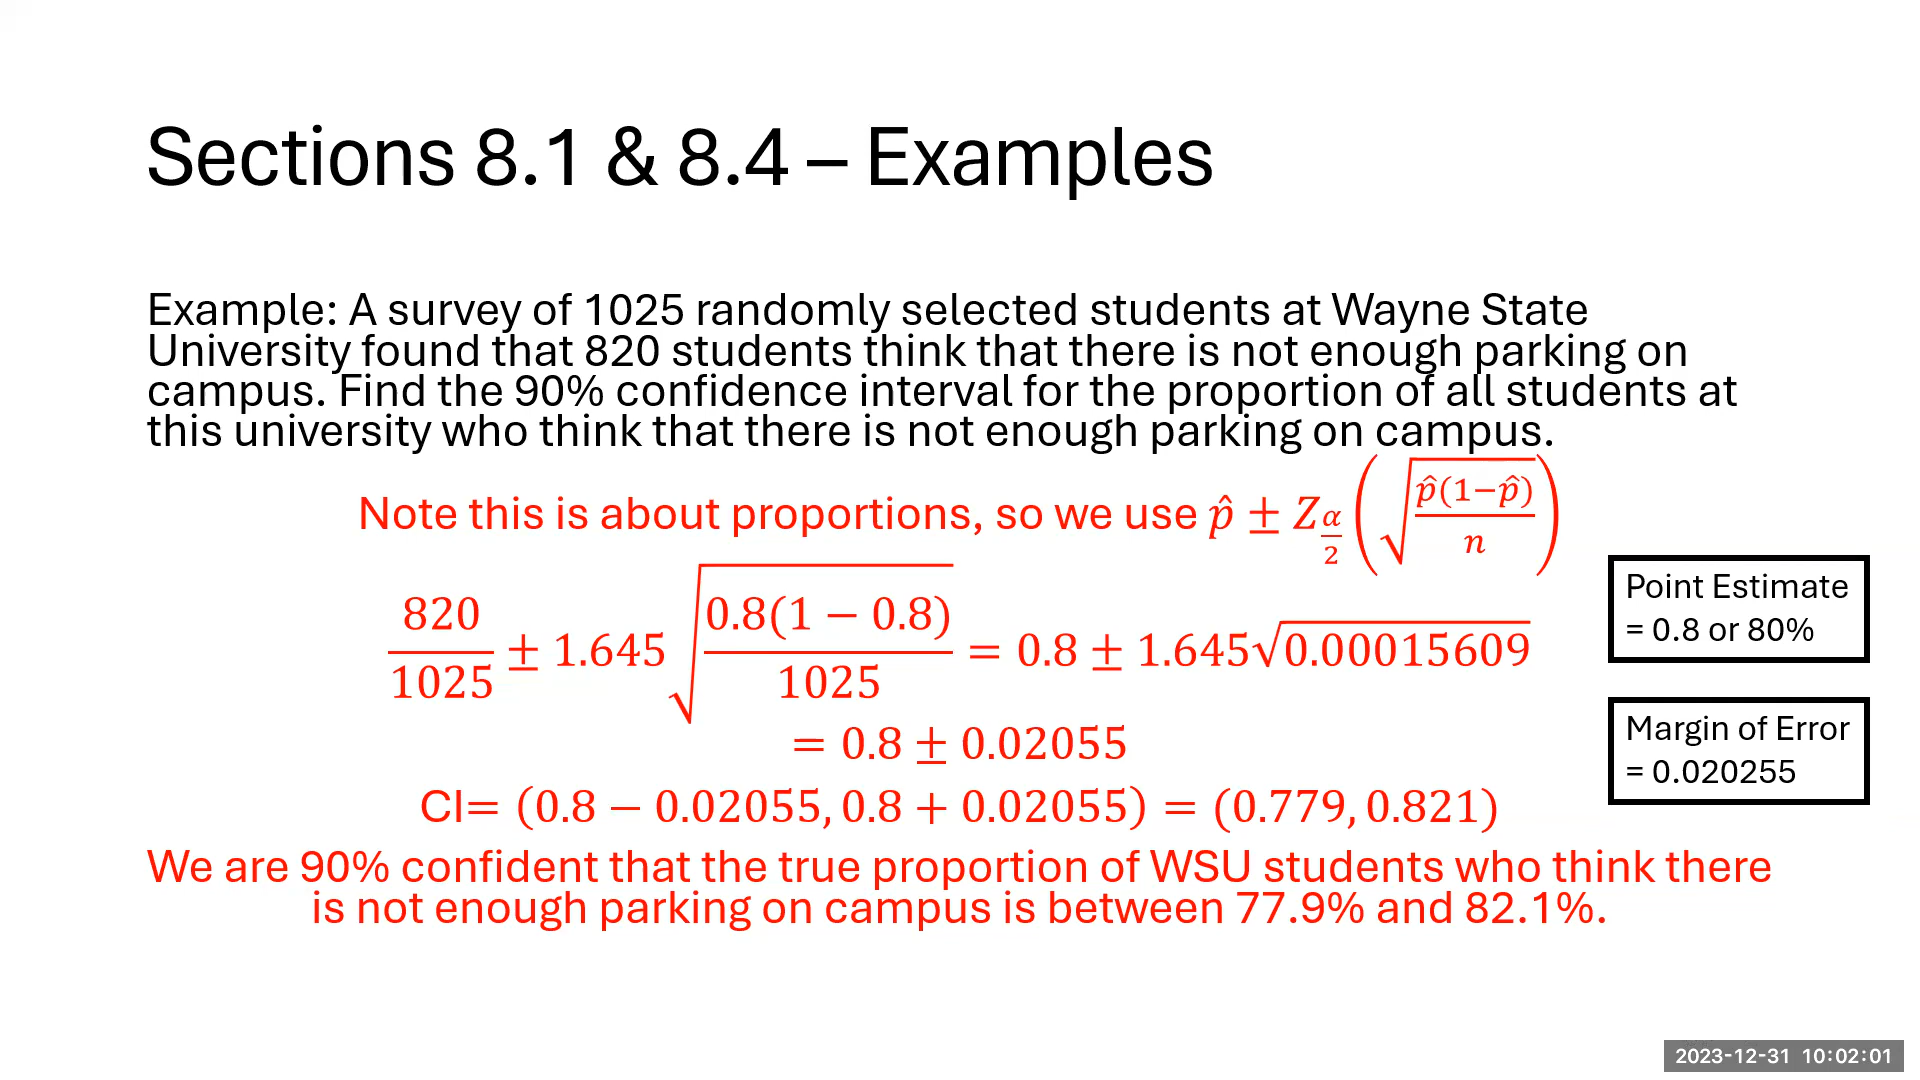 Sections 8.1 & 8.4 – Examples
Example: A survey of 1025 randomly selected students at Wayne State
University found that 820 students think that there is not enough parking on
campus. Find the 90% confidence interval for the proportion of all students at
this university who think that there is not enough parking on campus.
Note this is about proportions, so we use p̂ ± Z_(α/2) (√(p̂(1−p̂)/n))
820/1025 ± 1.645 √(0.8(1 − 0.8)/1025) = 0.8 ± 1.645√0.00015609
= 0.8 ± 0.02055
CI= (0.8 − 0.02055, 0.8 + 0.02055) = (0.779, 0.821)
We are 90% confident that the true proportion of WSU students who think there
is not enough parking on campus is between 77.9% and 82.1%.
Point Estimate
= 0.8 or 80%
Margin of Error
= 0.020255
2023-12-31 10:02:01